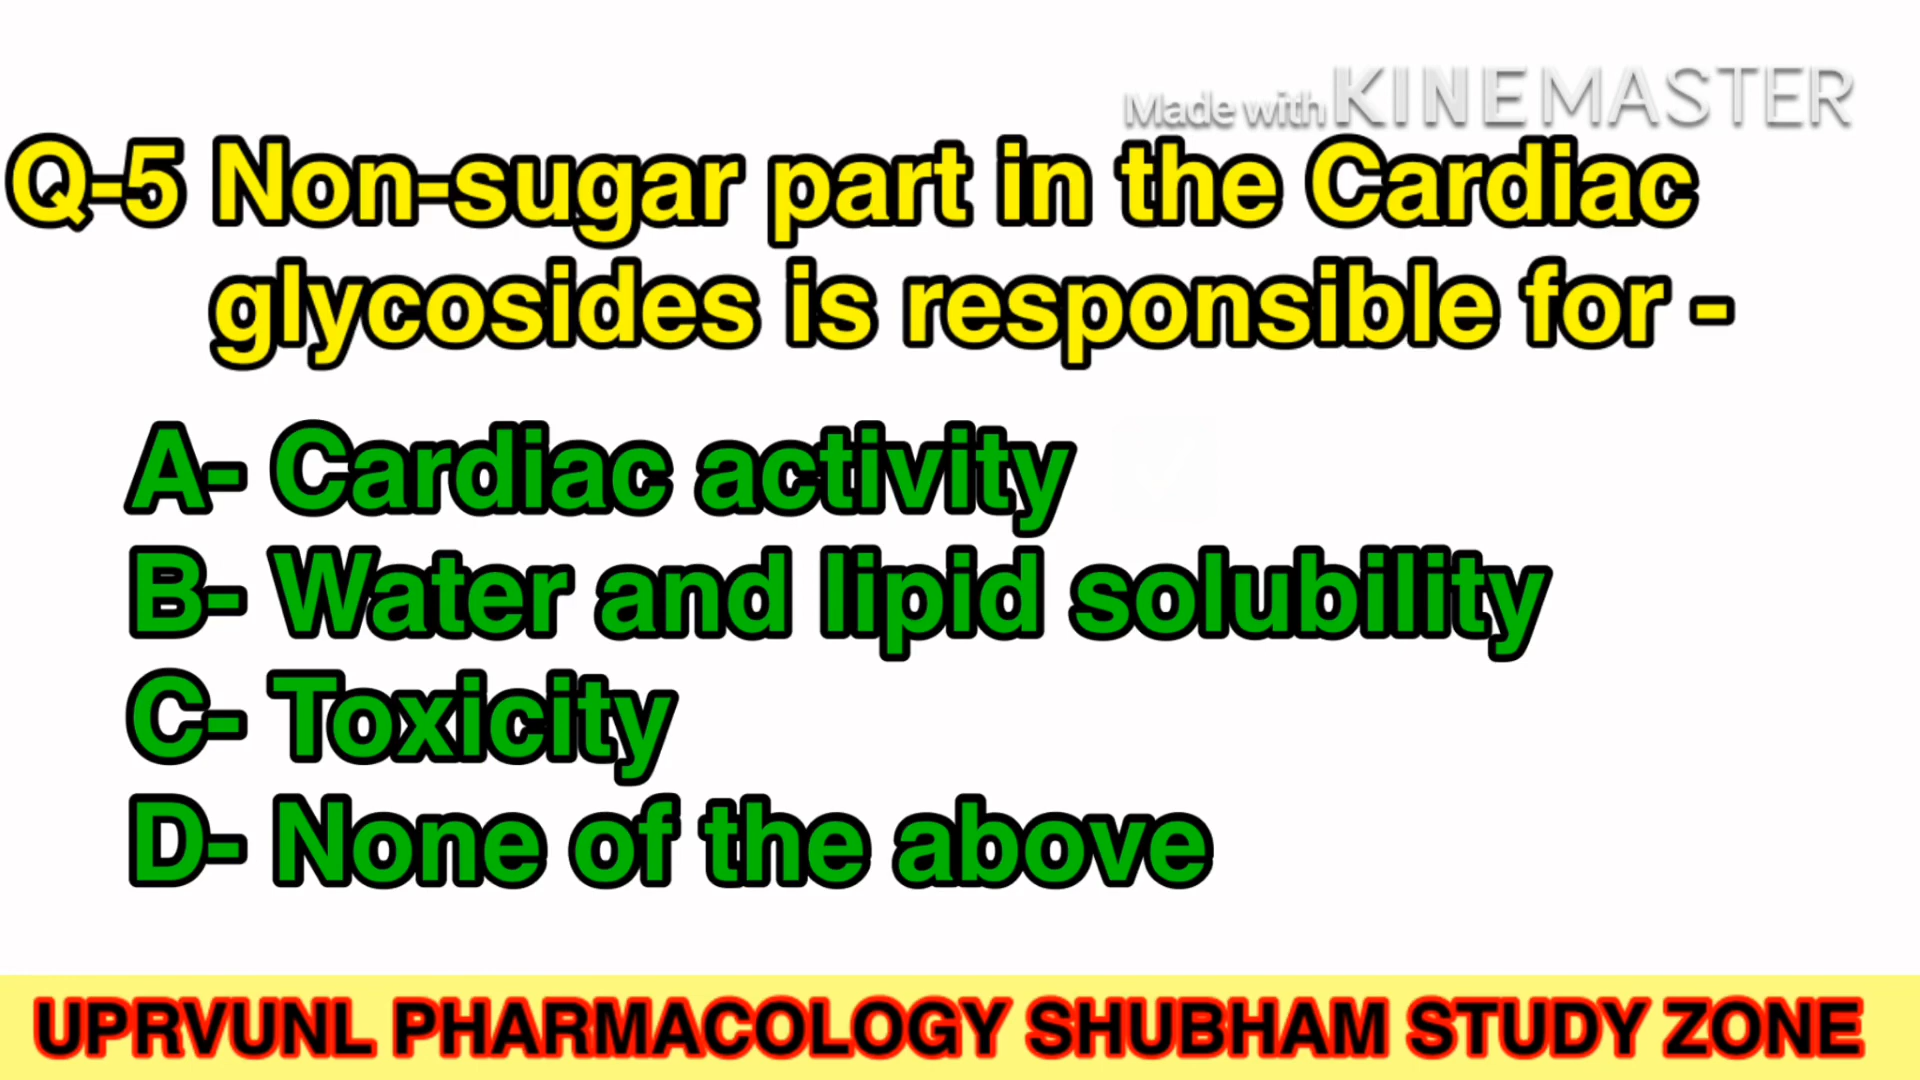 Made with KINEMASTER
Q-5 Non-sugar part in the Cardiac
glycosides is responsible for -
A- Cardiac activity
B- Water and lipid solubility
C- Toxicity
D- None of the above
UPRVUNL PHARMACOLOGY SHUBHAM STUDY ZONE